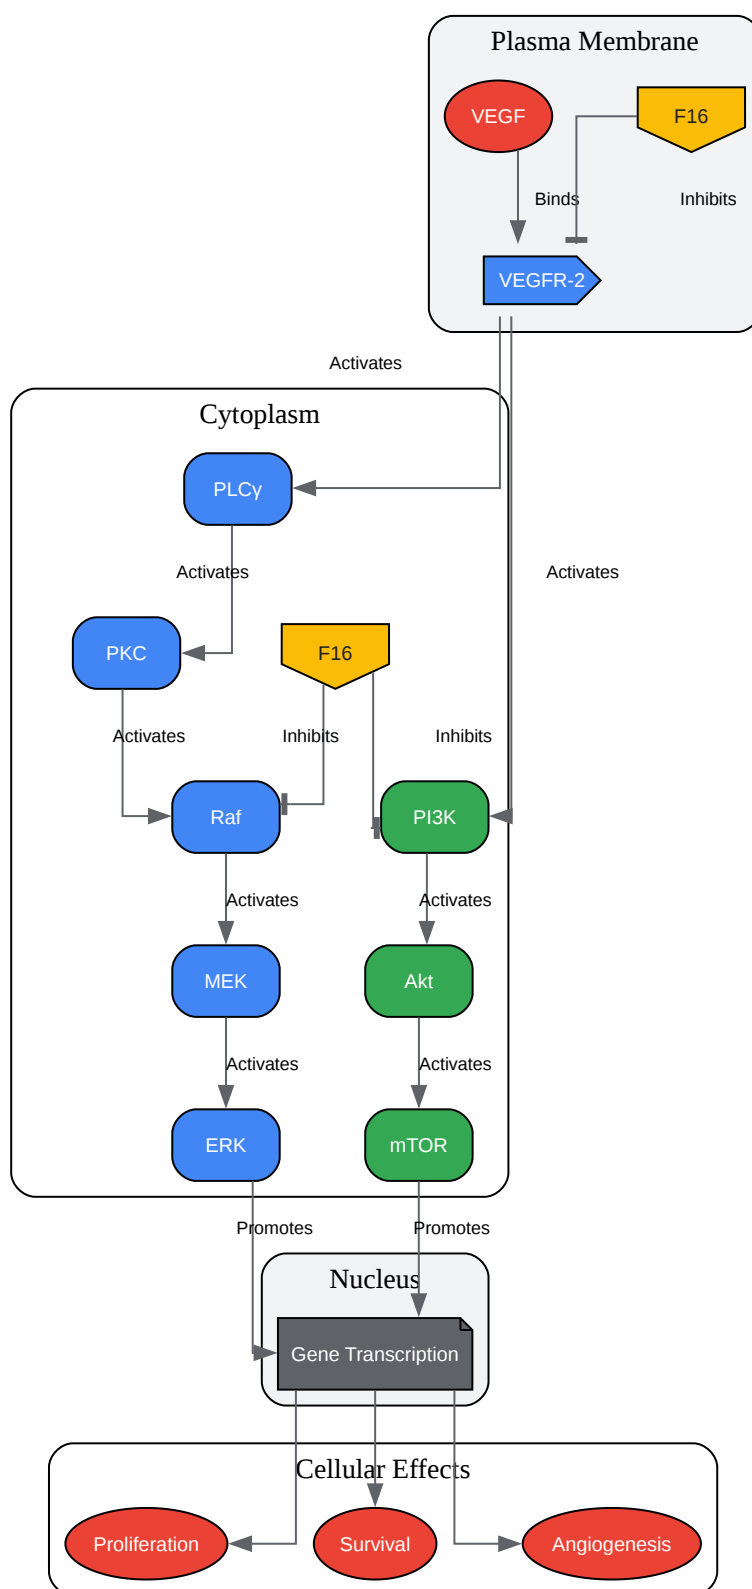 Plasma Membrane
VEGF
F16
Binds
Inhibits
VEGFR-2
Activates
Cytoplasm
PLCγ
Activates
Activates
PKC
F16
Activates
Inhibits
Inhibits
Raf
PI3K
Activates
Activates
MEK
Akt
Activates
Activates
ERK
mTOR
Promotes
Promotes
Nucleus
Gene Transcription
Cellular Effects
Proliferation
Survival
Angiogenesis